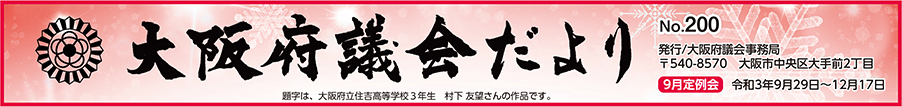 大阪府議会だより
題字は、大阪府立住吉高等学校3年生 村下 友望さんの作品です。
No.200
発行/大阪府議会事務局
〒540-8570 大阪市中央区大手前2丁目
9月定例会 令和3年9月29日〜12月17日